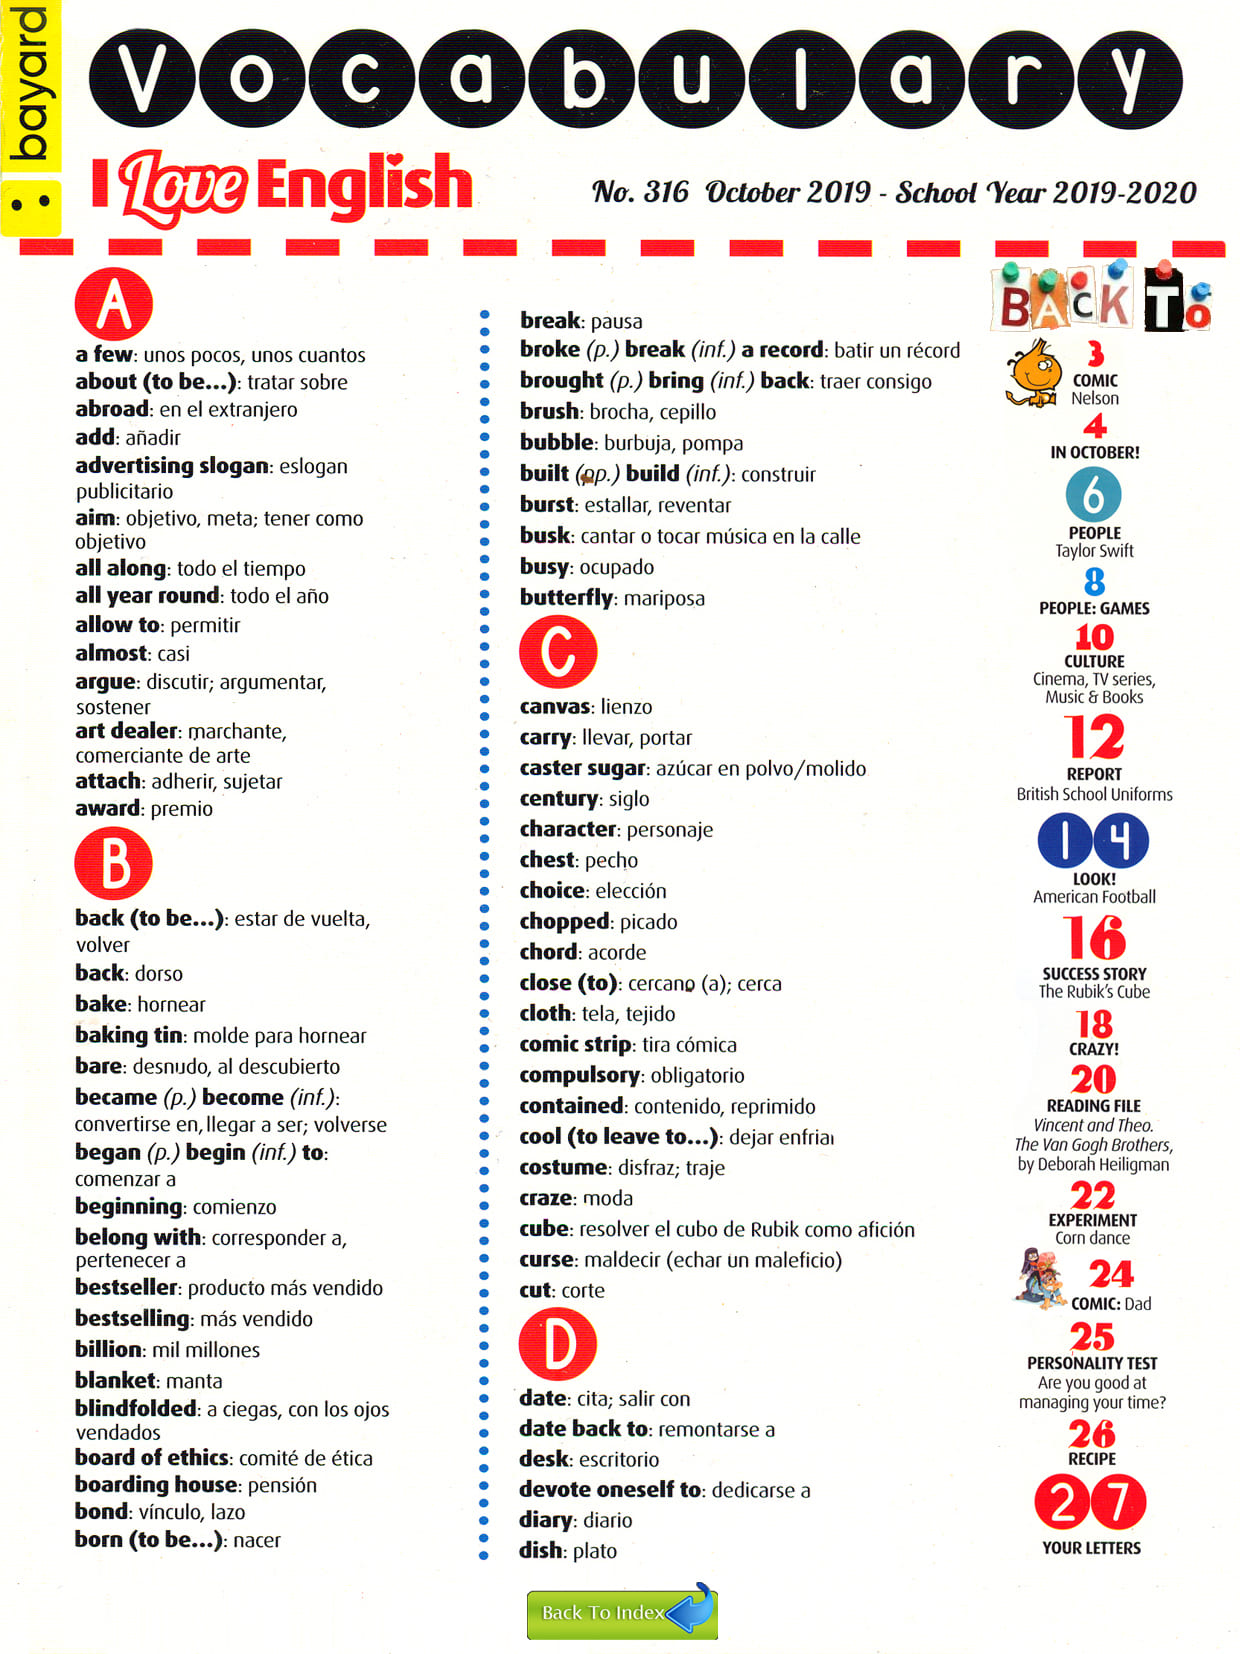 bayard
Vocabulary
I Love English
No. 316 October 2019 - School Year 2019-2020
A
a few: unos pocos, unos cuantos
about (to be...): tratar sobre
abroad: en el extranjero
add: añadir
advertising slogan: eslogan
publicitario
aim: objetivo, meta; tener como
objetivo
all along: todo el tiempo
all year round: todo el año
allow to: permitir
almost: casi
argue: discutir; argumentar,
sostener
art dealer: marchante,
comerciante de arte
attach: adherir, sujetar
award: premio
B
back (to be...): estar de vuelta,
volver
back: dorso
bake: hornear
baking tin: molde para hornear
bare: desnudo, al descubierto
became (p.) become (inf.):
convertirse en, llegar a ser; volverse
began (p.) begin (inf.) to:
comenzar a
beginning: comienzo
belong with: corresponder a,
pertenecer a
bestseller: producto más vendido
bestselling: más vendido
billion: mil millones
blanket: manta
blindfolded: a ciegas, con los ojos
vendados
board of ethics: comité de ética
boarding house: pensión
bond: vínculo, lazo
born (to be...): nacer
break: pausa
broke (p.) break (inf.) a record: batir un récord
brought (p.) bring (inf.) back: traer consigo
brush: brocha, cepillo
bubble: burbuja, pompa
built (pp.) build (inf.): construir
burst: estallar, reventar
busk: cantar o tocar música en la calle
busy: ocupado
butterfly: mariposa
C
canvas: lienzo
carry: llevar, portar
caster sugar: azúcar en polvo/molido
century: siglo
character: personaje
chest: pecho
choice: elección
chopped: picado
chord: acorde
close (to): cercano (a); cerca
cloth: tela, tejido
comic strip: tira cómica
compulsory: obligatorio
contained: contenido, reprimido
cool (to leave to...): dejar enfriar
costume: disfraz; traje
craze: moda
cube: resolver el cubo de Rubik como afición
curse: maldecir (echar un maleficio)
cut: corte
D
date: cita; salir con
date back to: remontarse a
desk: escritorio
devote oneself to: dedicarse a
diary: diario
dish: plato
BACK To
3
COMIC
Nelson
4
IN OCTOBER!
6
PEOPLE
Taylor Swift
8
PEOPLE: GAMES
10
CULTURE
Cinema, TV series,
Music & Books
12
REPORT
British School Uniforms
14
LOOK!
American Football
16
SUCCESS STORY
The Rubik's Cube
18
CRAZY!
20
READING FILE
Vincent and Theo.
The Van Gogh Brothers,
by Deborah Heiligman
22
EXPERIMENT
Corn dance
24
COMIC: Dad
25
PERSONALITY TEST
Are you good at
managing your time?
26
RECIPE
27
YOUR LETTERS
Back To Index